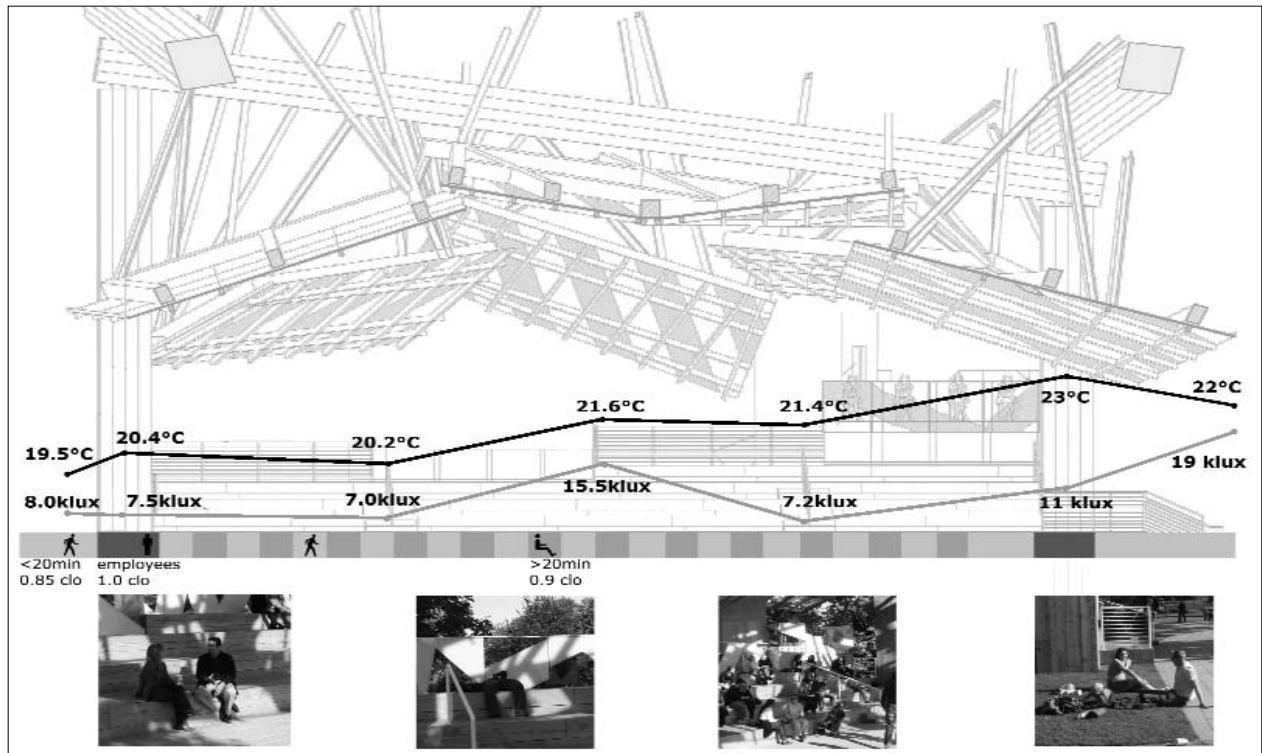 19.5°C
20.4°C
20.2°C
21.6°C
21.4°C
23°C
22°C
8.0klux
7.5klux
7.0klux
15.5klux
7.2klux
11 klux
19 klux
<20min
0.85 clo
employees
1.0 clo
>20min
0.9 clo